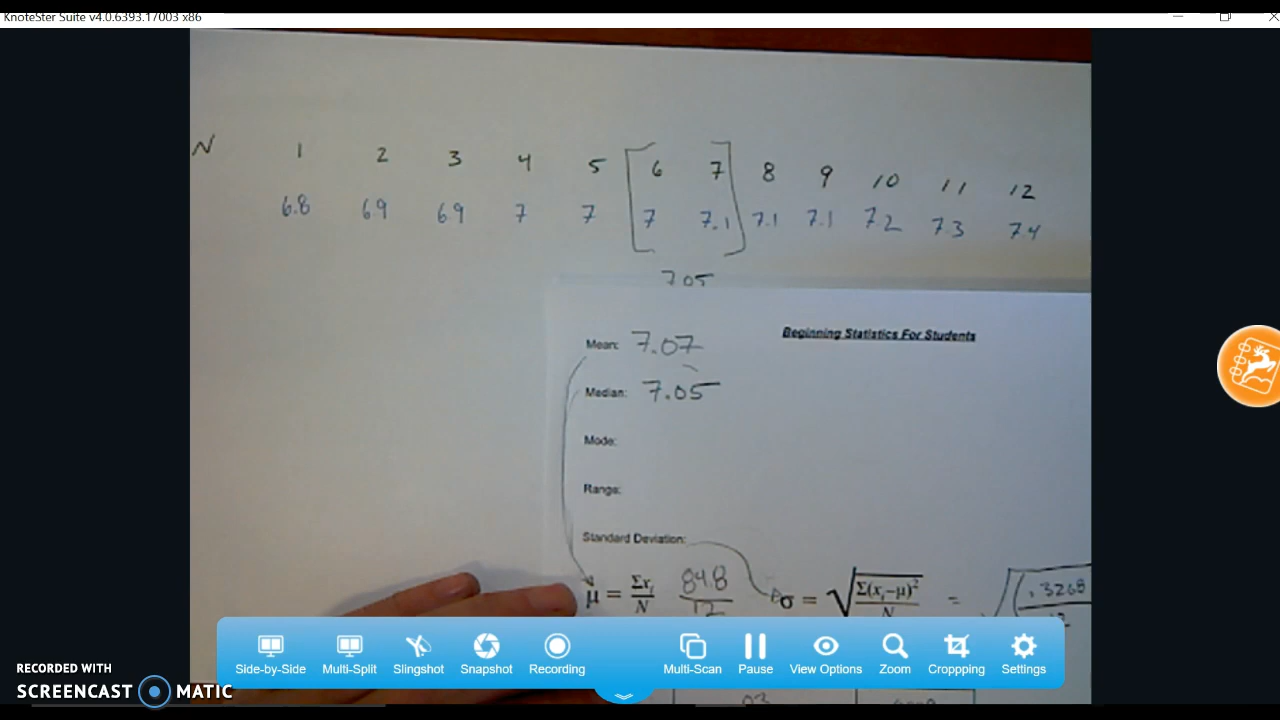 KnoteSter Suite v4.0.6393.17003 x86
N 1 2 3 4 5 6 7 8 9 10 11 12
6.8 6.9 6.9 7 7 7 7.1 7.1 7.1 7.2 7.3 7.4
7.05
Beginning Statistics For Students
Mean: 7.07
Median: 7.05
Mode:
Range:
Standard Deviation:
μ = Σxᵢ/N 84.8/12 σ = √Σ(xᵢ-μ)²/N = √.3268/12
Side-by-Side Multi-Split Slingshot Snapshot Recording Multi-Scan Pause View Options Zoom Croppping Settings
RECORDED WITH
SCREENCAST MATIC